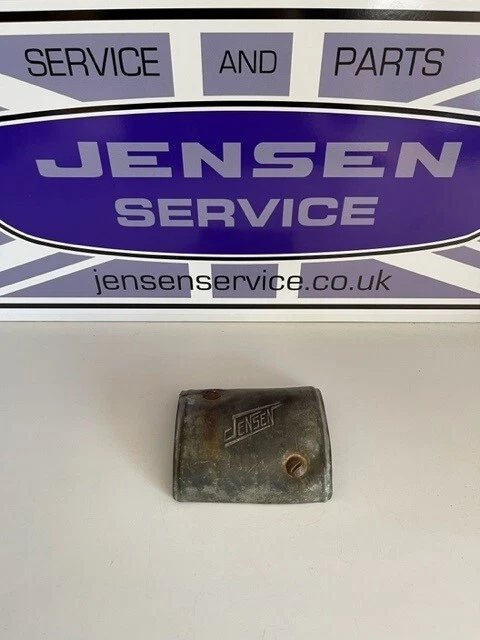 SERVICE AND PARTS
JENSEN
SERVICE
jensenservice.co.uk
JENSEN